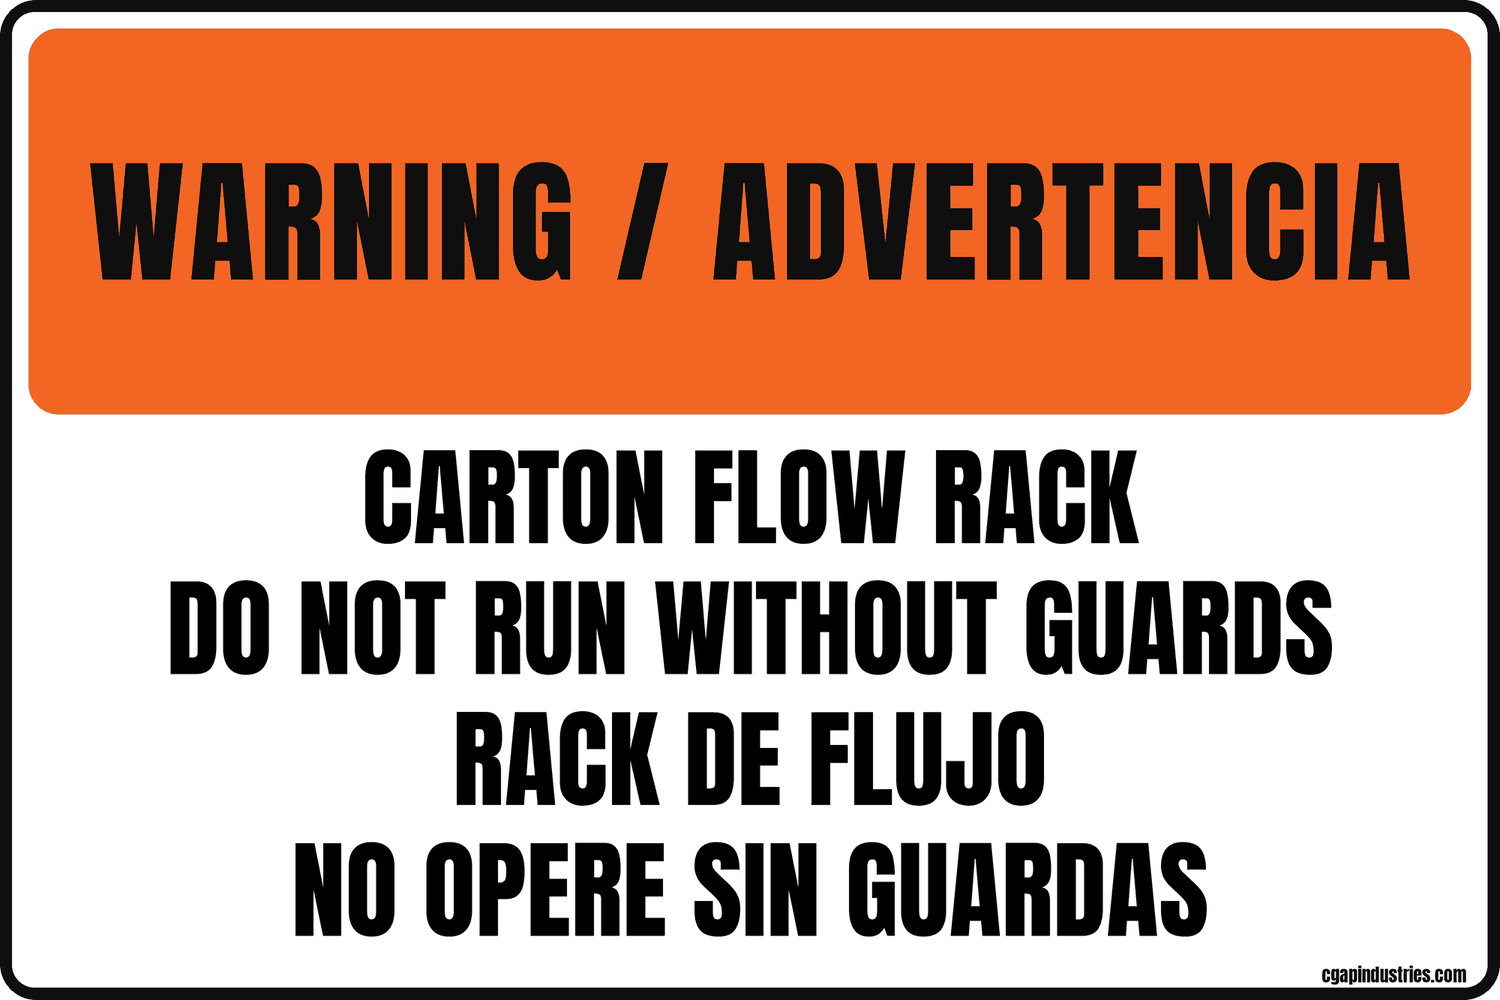 WARNING / ADVERTENCIA
CARTON FLOW RACK
DO NOT RUN WITHOUT GUARDS
RACK DE FLUJO
NO OPERE SIN GUARDAS
cgapindustries.com